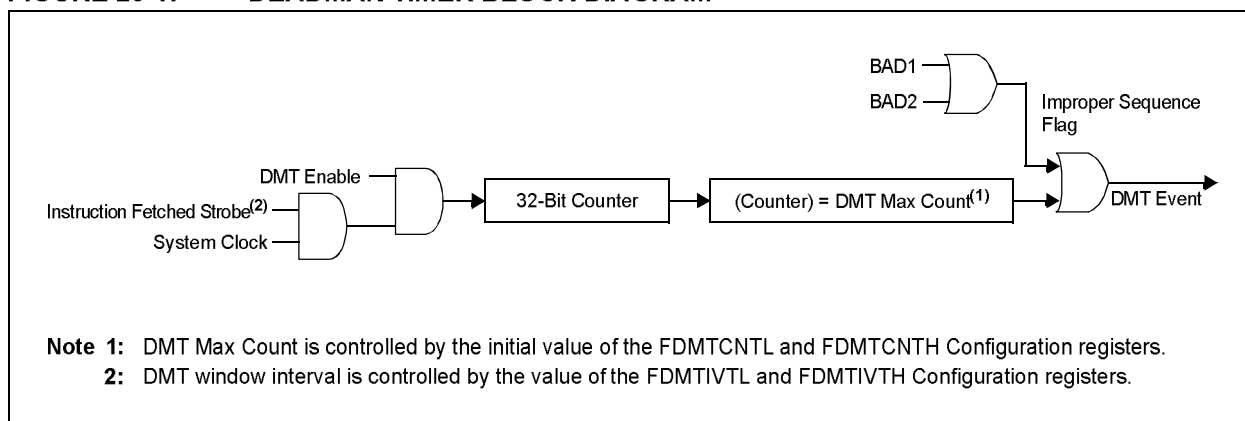 BAD1
BAD2
Improper Sequence
Flag
DMT Enable
Instruction Fetched Strobe(2)
System Clock
32-Bit Counter
(Counter) = DMT Max Count(1)
DMT Event
Note 1: DMT Max Count is controlled by the initial value of the FDMTCNTL and FDMTCNTH Configuration registers.
2: DMT window interval is controlled by the value of the FDMTIVTL and FDMTIVTH Configuration registers.